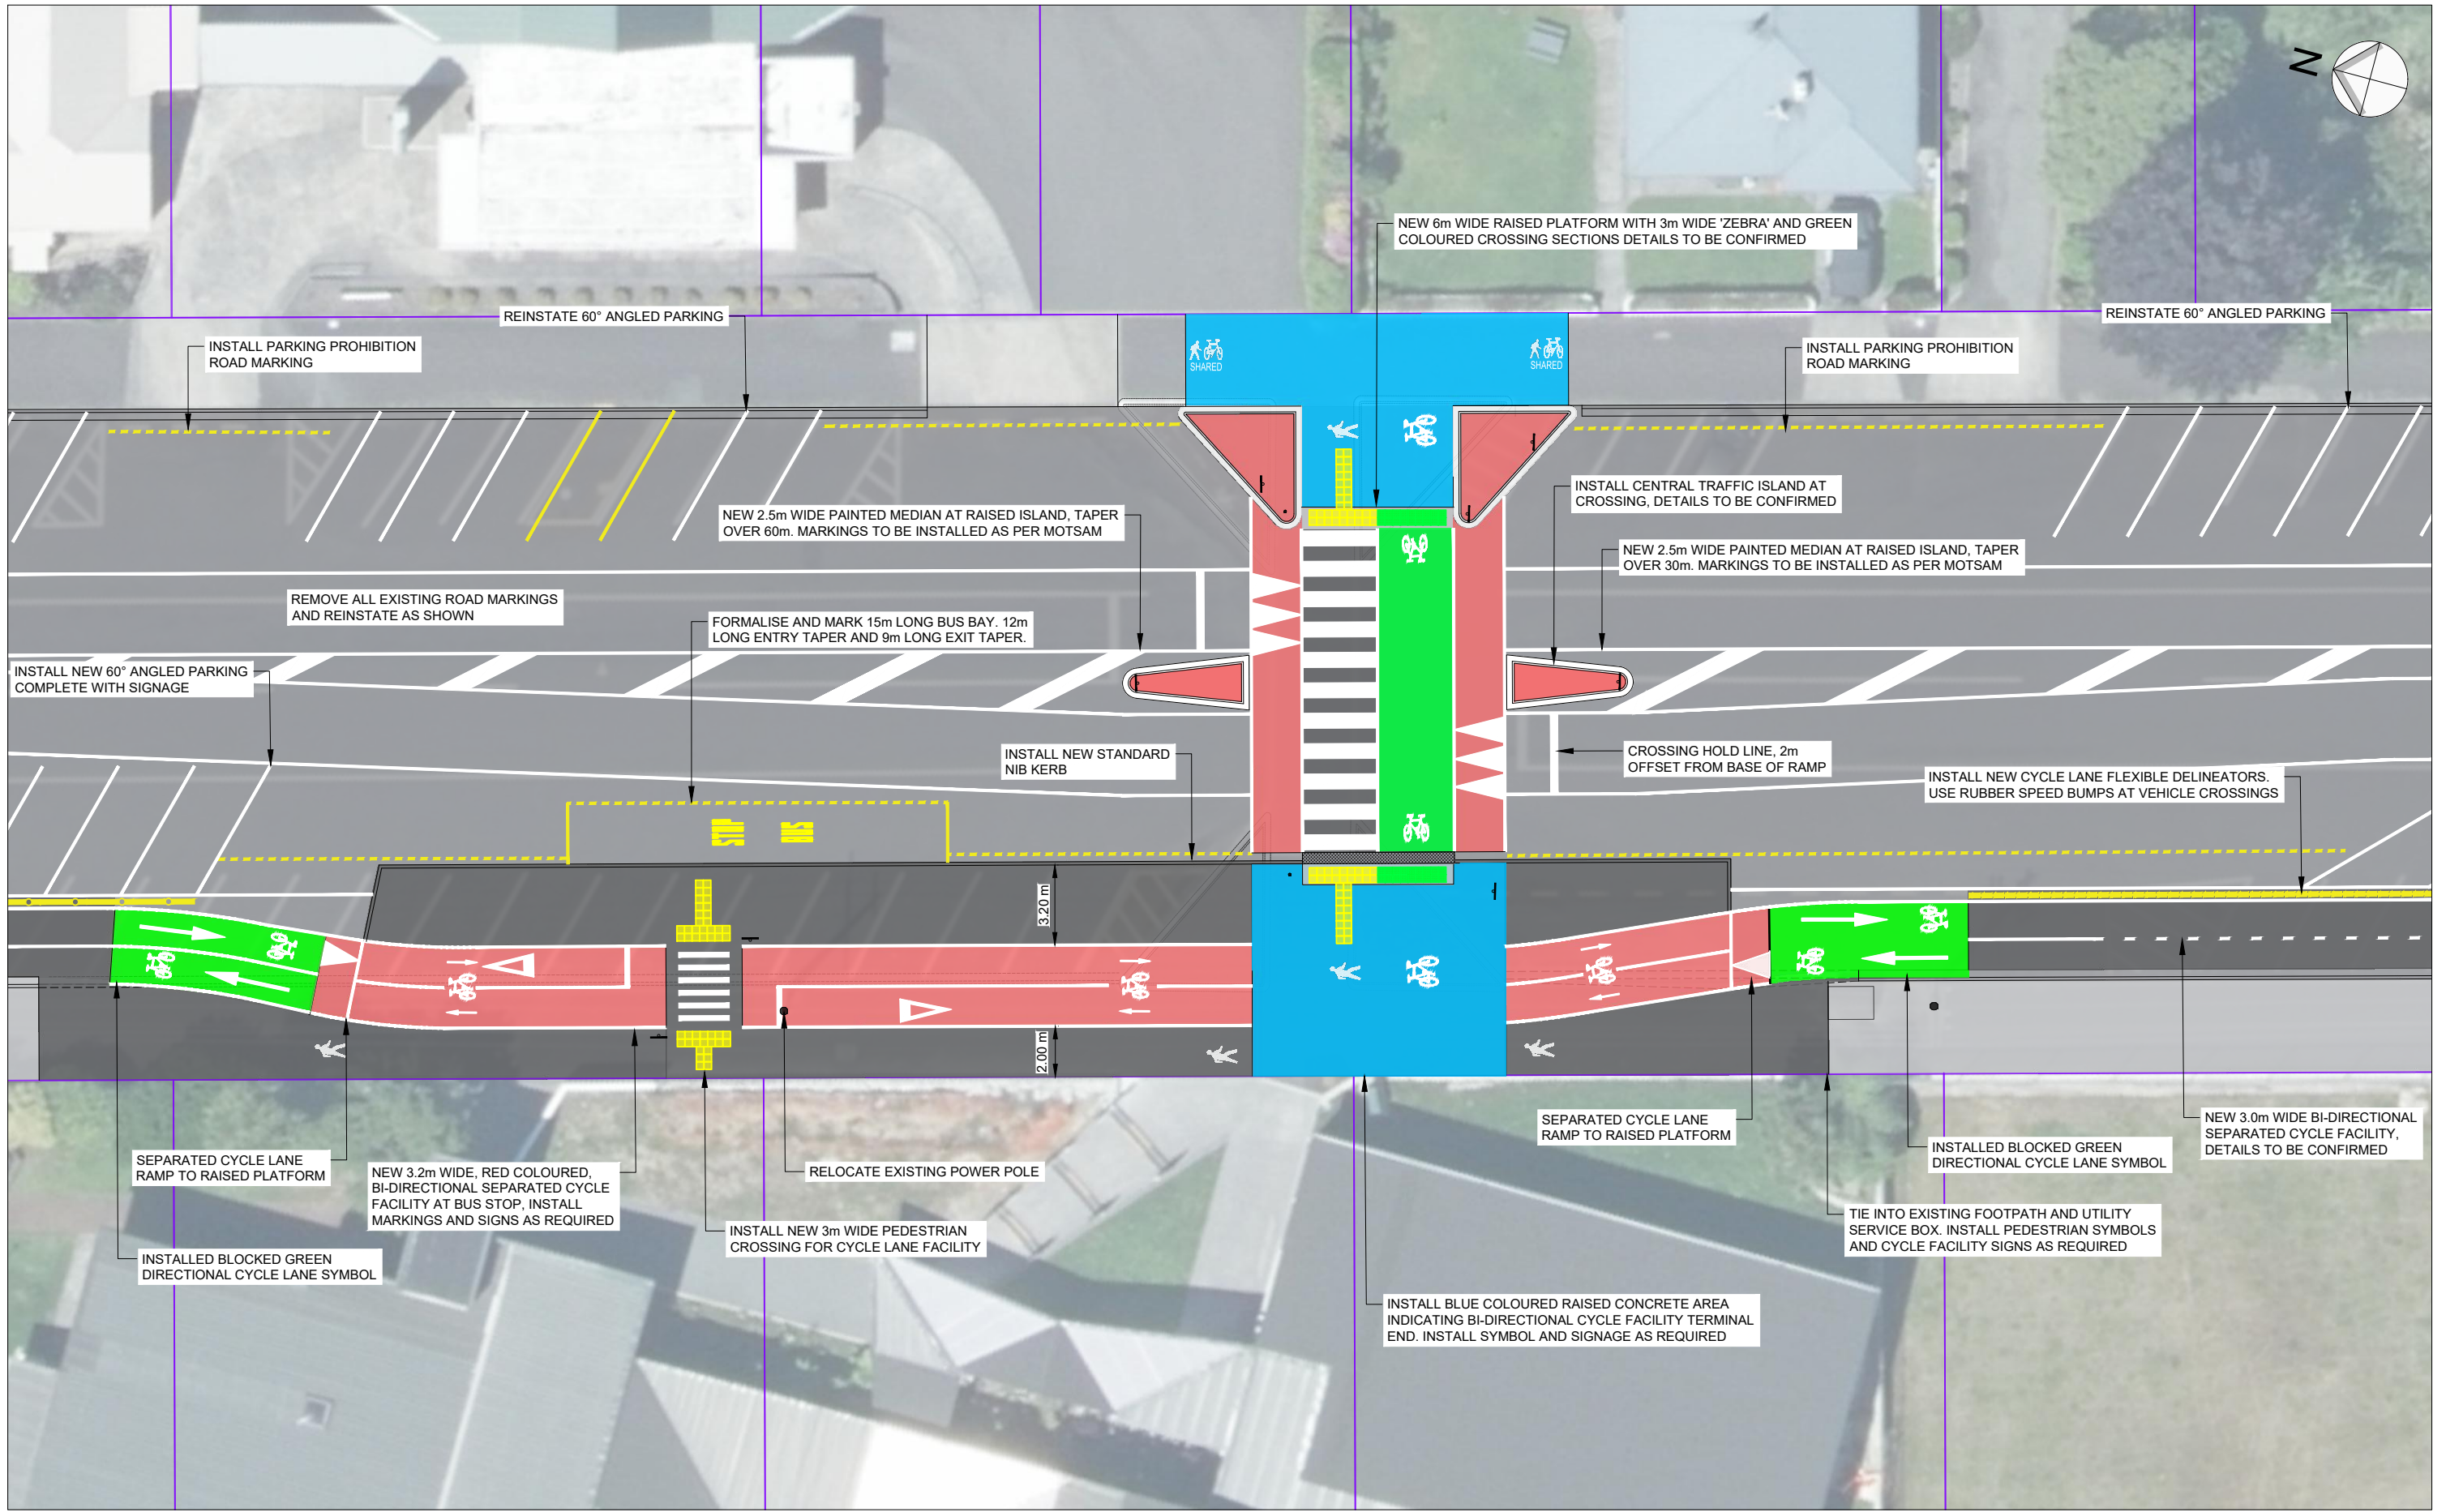 N
NEW 6m WIDE RAISED PLATFORM WITH 3m WIDE 'ZEBRA' AND GREEN
COLOURED CROSSING SECTIONS DETAILS TO BE CONFIRMED
REINSTATE 60° ANGLED PARKING
REINSTATE 60° ANGLED PARKING
INSTALL PARKING PROHIBITION
ROAD MARKING
SHARED
SHARED
INSTALL PARKING PROHIBITION
ROAD MARKING
INSTALL CENTRAL TRAFFIC ISLAND AT
CROSSING, DETAILS TO BE CONFIRMED
NEW 2.5m WIDE PAINTED MEDIAN AT RAISED ISLAND, TAPER
OVER 60m. MARKINGS TO BE INSTALLED AS PER MOTSAM
NEW 2.5m WIDE PAINTED MEDIAN AT RAISED ISLAND, TAPER
OVER 30m. MARKINGS TO BE INSTALLED AS PER MOTSAM
REMOVE ALL EXISTING ROAD MARKINGS
AND REINSTATE AS SHOWN
FORMALISE AND MARK 15m LONG BUS BAY. 12m
LONG ENTRY TAPER AND 9m LONG EXIT TAPER.
INSTALL NEW 60° ANGLED PARKING
COMPLETE WITH SIGNAGE
INSTALL NEW STANDARD
NIB KERB
CROSSING HOLD LINE, 2m
OFFSET FROM BASE OF RAMP
INSTALL NEW CYCLE LANE FLEXIBLE DELINEATORS.
USE RUBBER SPEED BUMPS AT VEHICLE CROSSINGS
STOP
BUS
3.20 m
2.00 m
SEPARATED CYCLE LANE
RAMP TO RAISED PLATFORM
NEW 3.2m WIDE, RED COLOURED,
BI-DIRECTIONAL SEPARATED CYCLE
FACILITY AT BUS STOP, INSTALL
MARKINGS AND SIGNS AS REQUIRED
RELOCATE EXISTING POWER POLE
SEPARATED CYCLE LANE
RAMP TO RAISED PLATFORM
INSTALLED BLOCKED GREEN
DIRECTIONAL CYCLE LANE SYMBOL
NEW 3.0m WIDE BI-DIRECTIONAL
SEPARATED CYCLE FACILITY,
DETAILS TO BE CONFIRMED
INSTALLED BLOCKED GREEN
DIRECTIONAL CYCLE LANE SYMBOL
INSTALL NEW 3m WIDE PEDESTRIAN
CROSSING FOR CYCLE LANE FACILITY
TIE INTO EXISTING FOOTPATH AND UTILITY
SERVICE BOX. INSTALL PEDESTRIAN SYMBOLS
AND CYCLE FACILITY SIGNS AS REQUIRED
INSTALL BLUE COLOURED RAISED CONCRETE AREA
INDICATING BI-DIRECTIONAL CYCLE FACILITY TERMINAL
END. INSTALL SYMBOL AND SIGNAGE AS REQUIRED